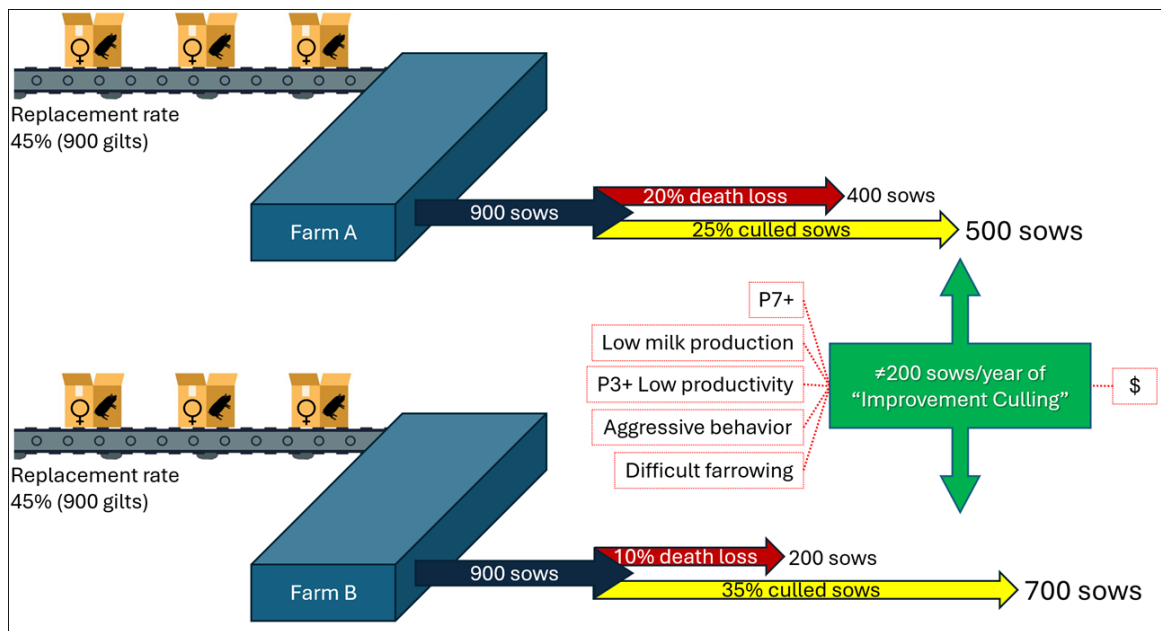 Replacement rate
45% (900 gilts)
Farm A
900 sows
20% death loss
400 sows
25% culled sows
500 sows
P7+
Low milk production
P3+ Low productivity
Aggressive behavior
Difficult farrowing
≠200 sows/year of
“Improvement Culling”
$
Replacement rate
45% (900 gilts)
Farm B
900 sows
10% death loss
200 sows
35% culled sows
700 sows